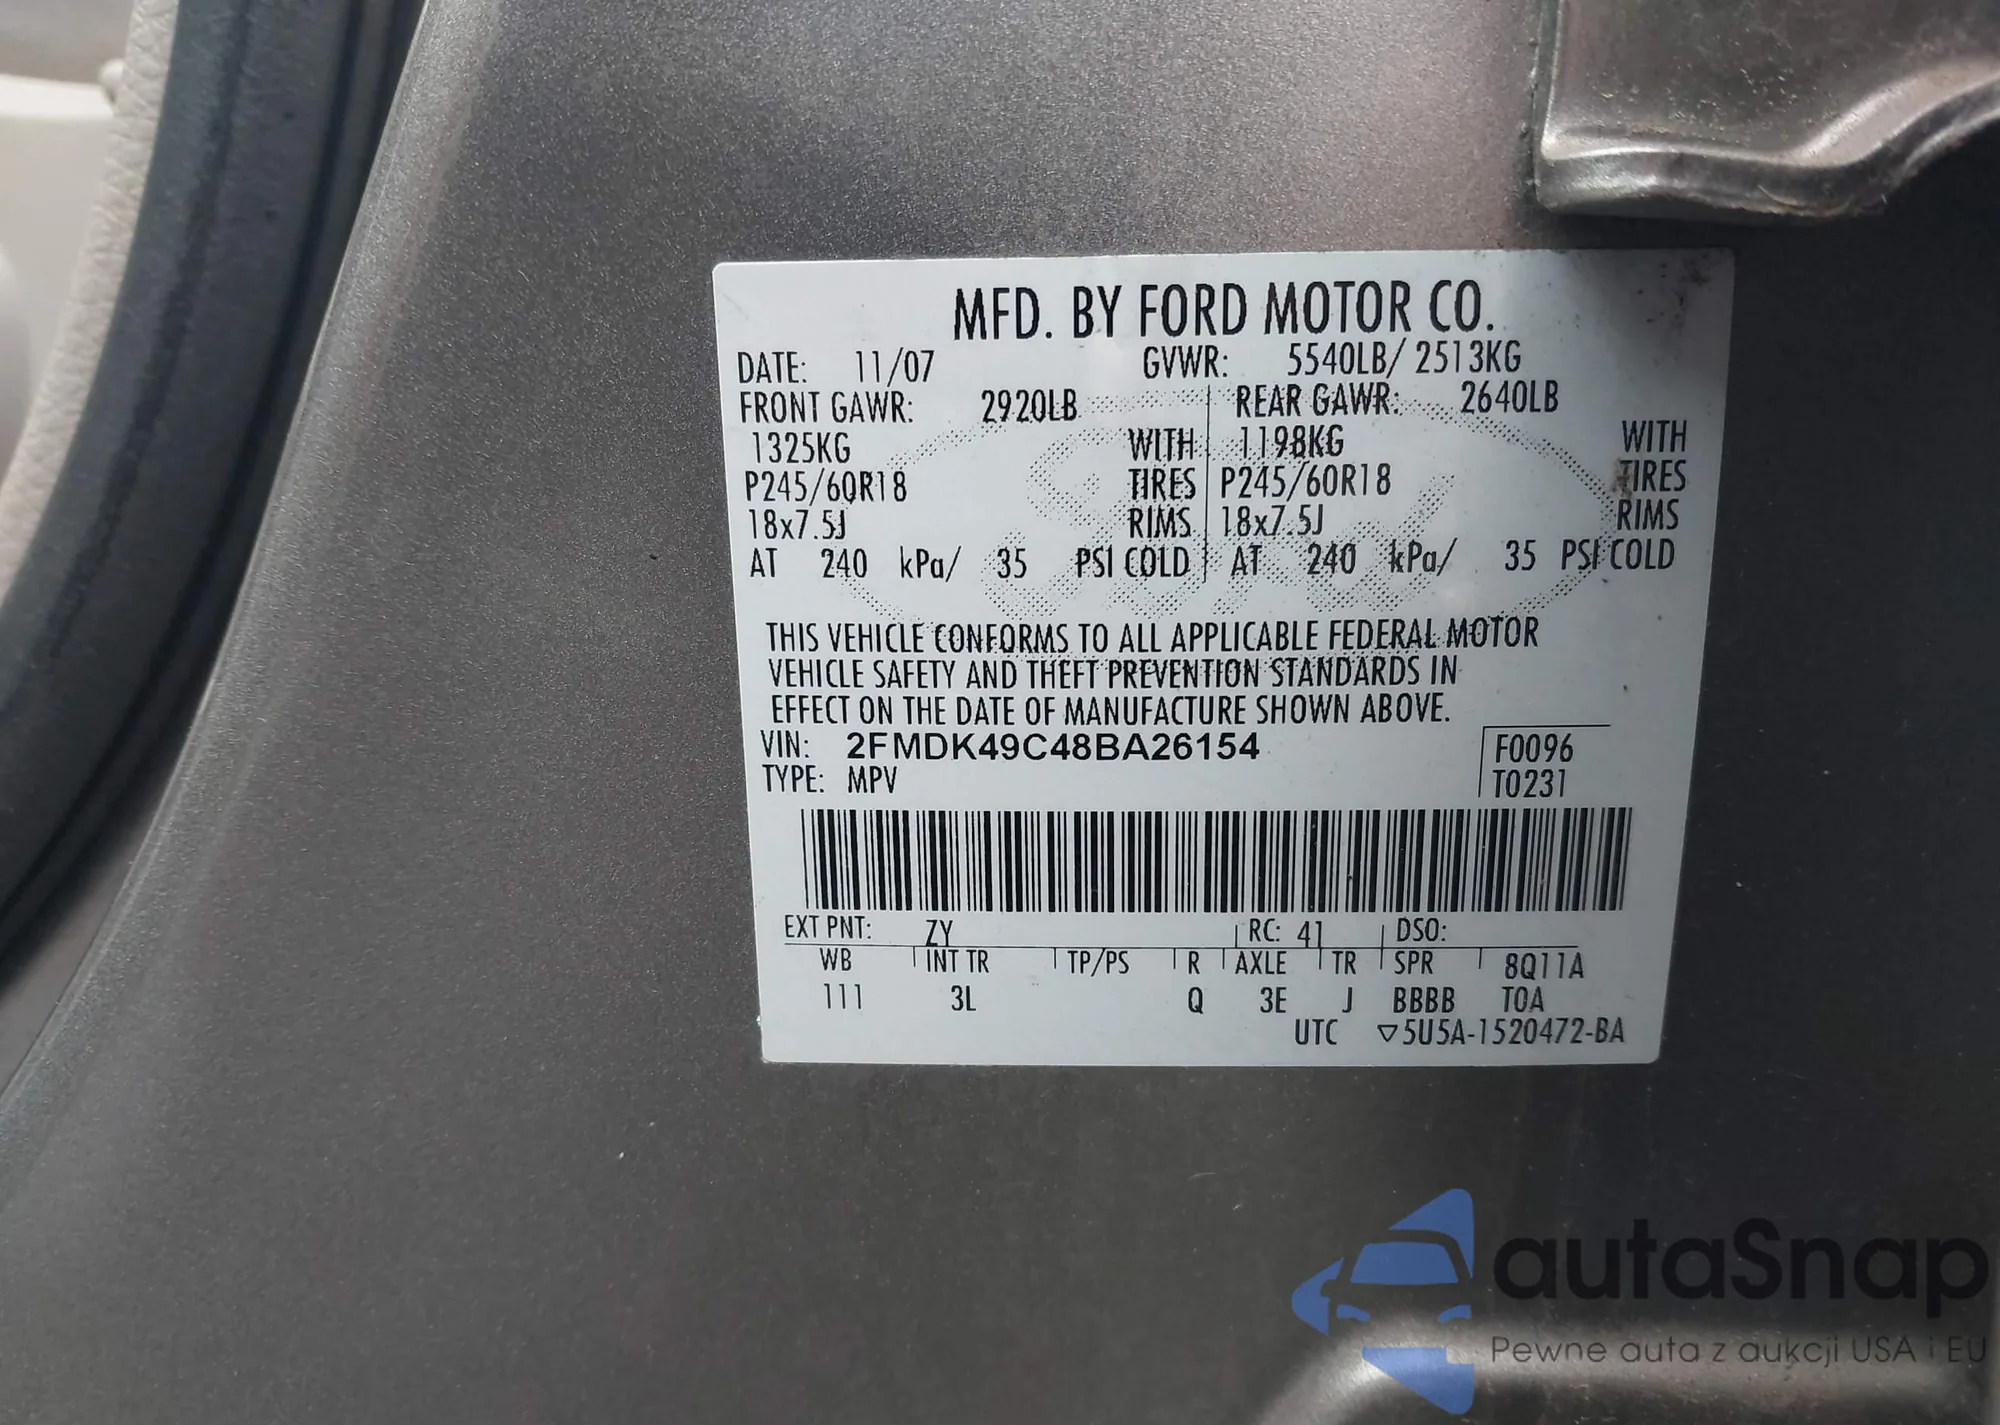 MFD. BY FORD MOTOR CO.
DATE: 11/07 GVWR: 5540LB/ 2513KG
FRONT GAWR: 2920LB REAR GAWR: 2640LB
1325KG WITH 1198KG WITH
P245/60R18 TIRES P245/60R18 TIRES
18x7.5J RIMS 18x7.5J RIMS
AT 240 kPa/ 35 PSI COLD AT 240 kPa/ 35 PSI COLD
THIS VEHICLE CONFORMS TO ALL APPLICABLE FEDERAL MOTOR
VEHICLE SAFETY AND THEFT PREVENTION STANDARDS IN
EFFECT ON THE DATE OF MANUFACTURE SHOWN ABOVE.
VIN: 2FMDK49C48BA26154 F0096
TYPE: MPV T0231
EXT PNT: ZY RC: 41 DSO:
WB INT TR TP/PS R AXLE TR SPR 8Q11A
111 3L Q 3E J BBBB TOA
UTC ▽5U5A-1520472-BA
autaSnap
Pewne auta z aukcji USA i EU